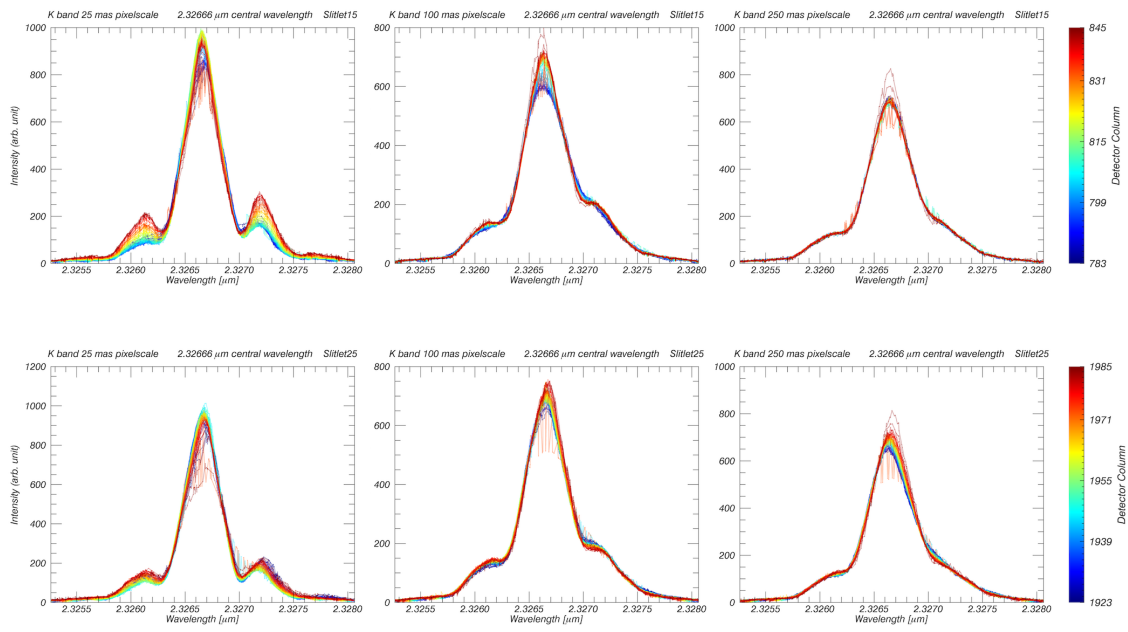 K band 25 mas pixelscale 2.32666 μm central wavelength Slitlet15
K band 100 mas pixelscale 2.32666 μm central wavelength Slitlet15
K band 250 mas pixelscale 2.32666 μm central wavelength Slitlet15
Intensity (arb. unit)
1000
800
600
400
200
0
2.3255 2.3260 2.3265 2.3270 2.3275 2.3280
Wavelength [μm]
800
600
400
200
0
2.3255 2.3260 2.3265 2.3270 2.3275 2.3280
Wavelength [μm]
1000
800
600
400
200
0
2.3255 2.3260 2.3265 2.3270 2.3275 2.3280
Wavelength [μm]
845
831
815
799
783
Detector Column
K band 25 mas pixelscale 2.32666 μm central wavelength Slitlet25
K band 100 mas pixelscale 2.32666 μm central wavelength Slitlet25
K band 250 mas pixelscale 2.32666 μm central wavelength Slitlet25
Intensity (arb. unit)
1200
1000
800
600
400
200
0
2.3255 2.3260 2.3265 2.3270 2.3275 2.3280
Wavelength [μm]
800
600
400
200
0
2.3255 2.3260 2.3265 2.3270 2.3275 2.3280
Wavelength [μm]
1000
800
600
400
200
0
2.3255 2.3260 2.3265 2.3270 2.3275 2.3280
Wavelength [μm]
1985
1971
1955
1939
1923
Detector Column